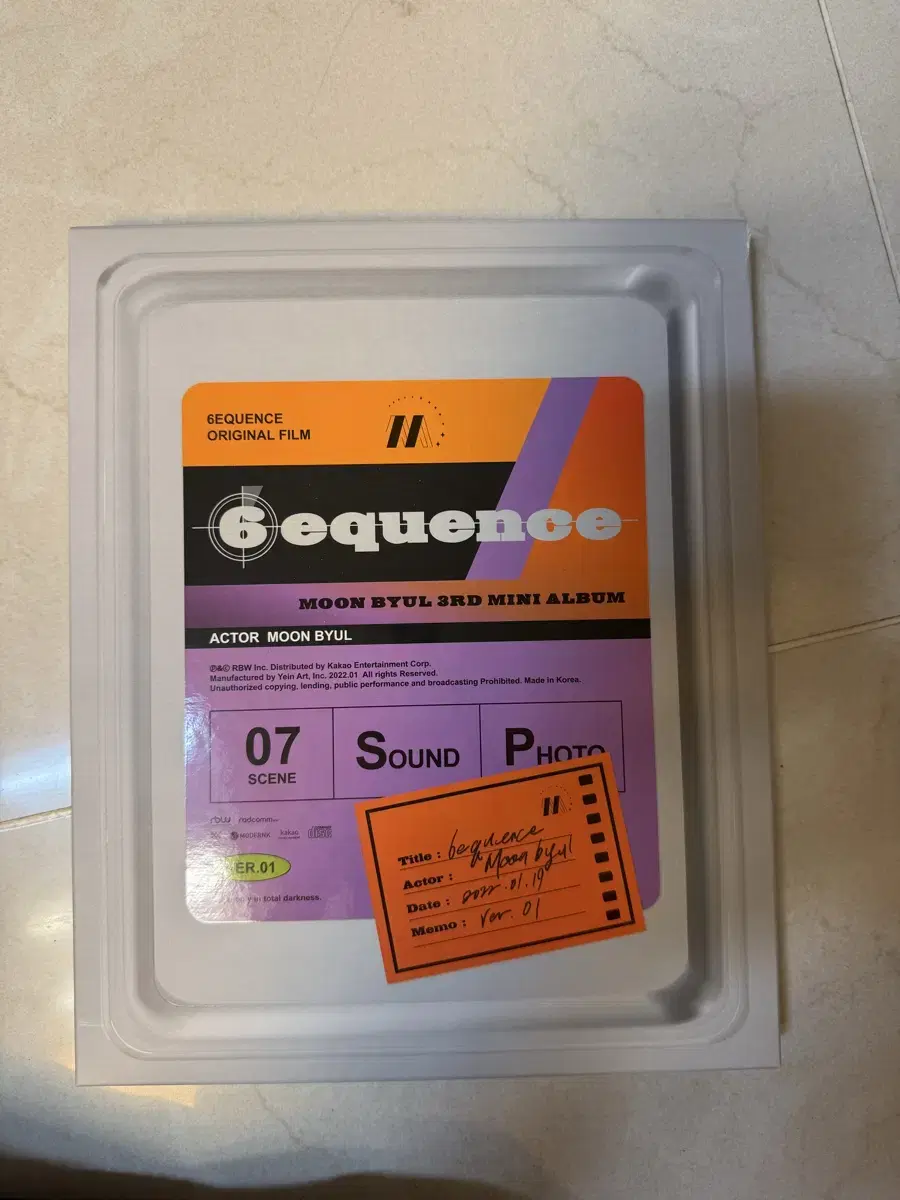 6EQUENCE
ORIGINAL FILM
6equence
MOON BYUL 3RD MINI ALBUM
ACTOR MOON BYUL
℗&© RBW Inc. Distributed by Kakao Entertainment Corp.
Manufactured by Yein Art, Inc. 2022.01 All rights Reserved.
Unauthorized copying, lending, public performance and broadcasting Prohibited. Made in Korea.
07
SCENE
SOUND
PHOTO
rbw
MODERNK kakao
ER.01
in total darkness.
Title : 6equence
Actor : Moon byul
Date : 2022.01.19
Memo : Ver. 01